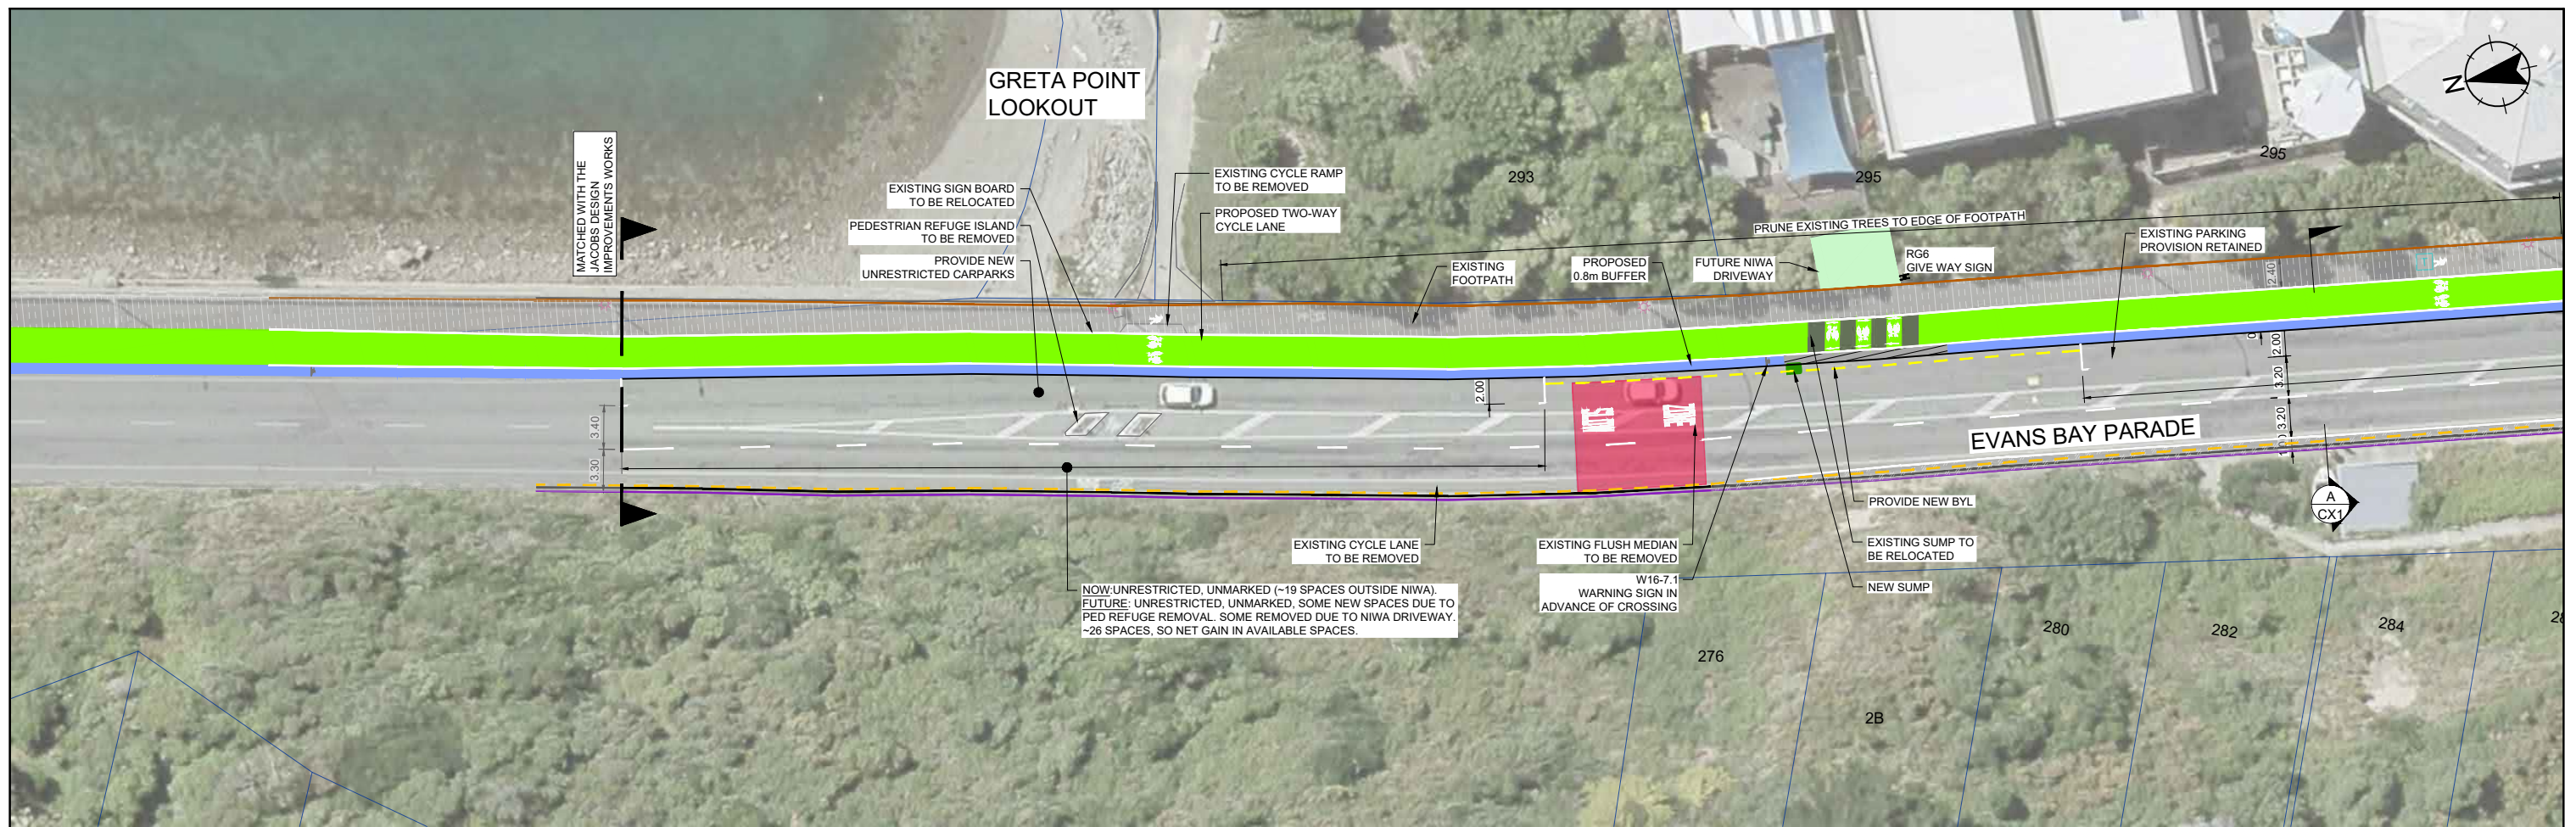 GRETA POINT
LOOKOUT
N
MATCHED WITH THE
JACOBS DESIGN
IMPROVEMENTS WORKS
EXISTING SIGN BOARD
TO BE RELOCATED
PEDESTRIAN REFUGE ISLAND
TO BE REMOVED
PROVIDE NEW
UNRESTRICTED CARPARKS
EXISTING CYCLE RAMP
TO BE REMOVED
PROPOSED TWO-WAY
CYCLE LANE
293
295
295
PRUNE EXISTING TREES TO EDGE OF FOOTPATH
EXISTING
FOOTPATH
PROPOSED
0.8m BUFFER
FUTURE NIWA
DRIVEWAY
RG6
GIVE WAY SIGN
EXISTING PARKING
PROVISION RETAINED
2.40
2.00
3.20
3.20
2.00
3.40
3.30
SLOW
ZONE
EVANS BAY PARADE
A
CX1
EXISTING CYCLE LANE
TO BE REMOVED
EXISTING FLUSH MEDIAN
TO BE REMOVED
W16-7.1
WARNING SIGN IN
ADVANCE OF CROSSING
PROVIDE NEW BYL
EXISTING SUMP TO
BE RELOCATED
NEW SUMP
NOW:UNRESTRICTED, UNMARKED (~19 SPACES OUTSIDE NIWA).
FUTURE: UNRESTRICTED, UNMARKED, SOME NEW SPACES DUE TO
PED REFUGE REMOVAL. SOME REMOVED DUE TO NIWA DRIVEWAY.
~26 SPACES, SO NET GAIN IN AVAILABLE SPACES.
276
2B
280
282
284